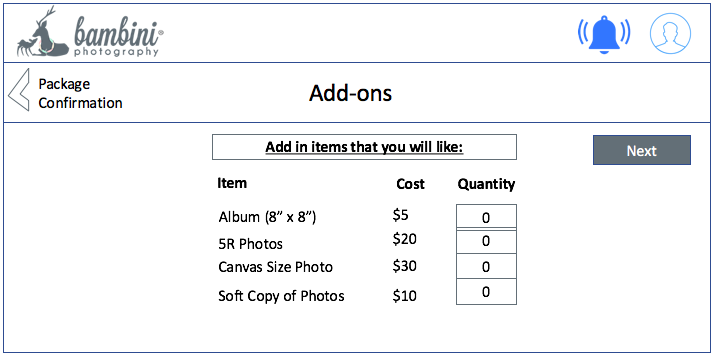 bambini®
photography
Package
Confirmation
Add-ons
Add in items that you will like:
Next
Item Cost Quantity
Album (8” x 8”) $5 0
5R Photos $20 0
Canvas Size Photo $30 0
Soft Copy of Photos $10 0